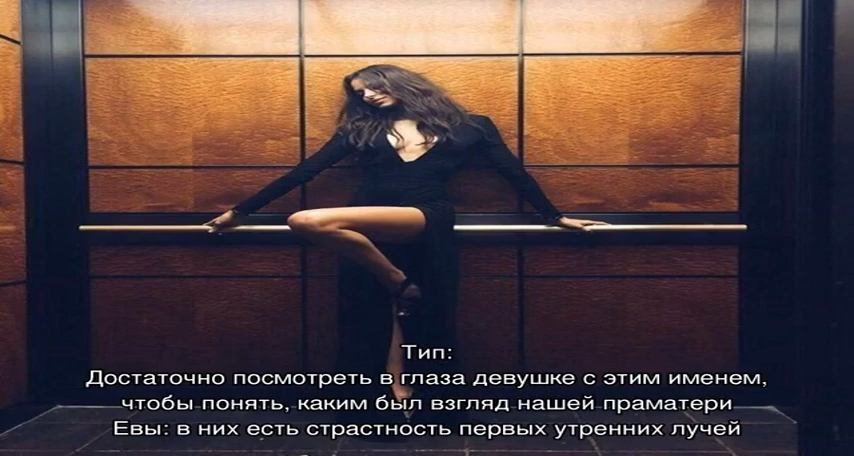 Тип:
Достаточно посмотреть в глаза девушке с этим именем,
чтобы понять, каким был взгляд нашей праматери
Евы: в них есть страстность первых утренних лучей